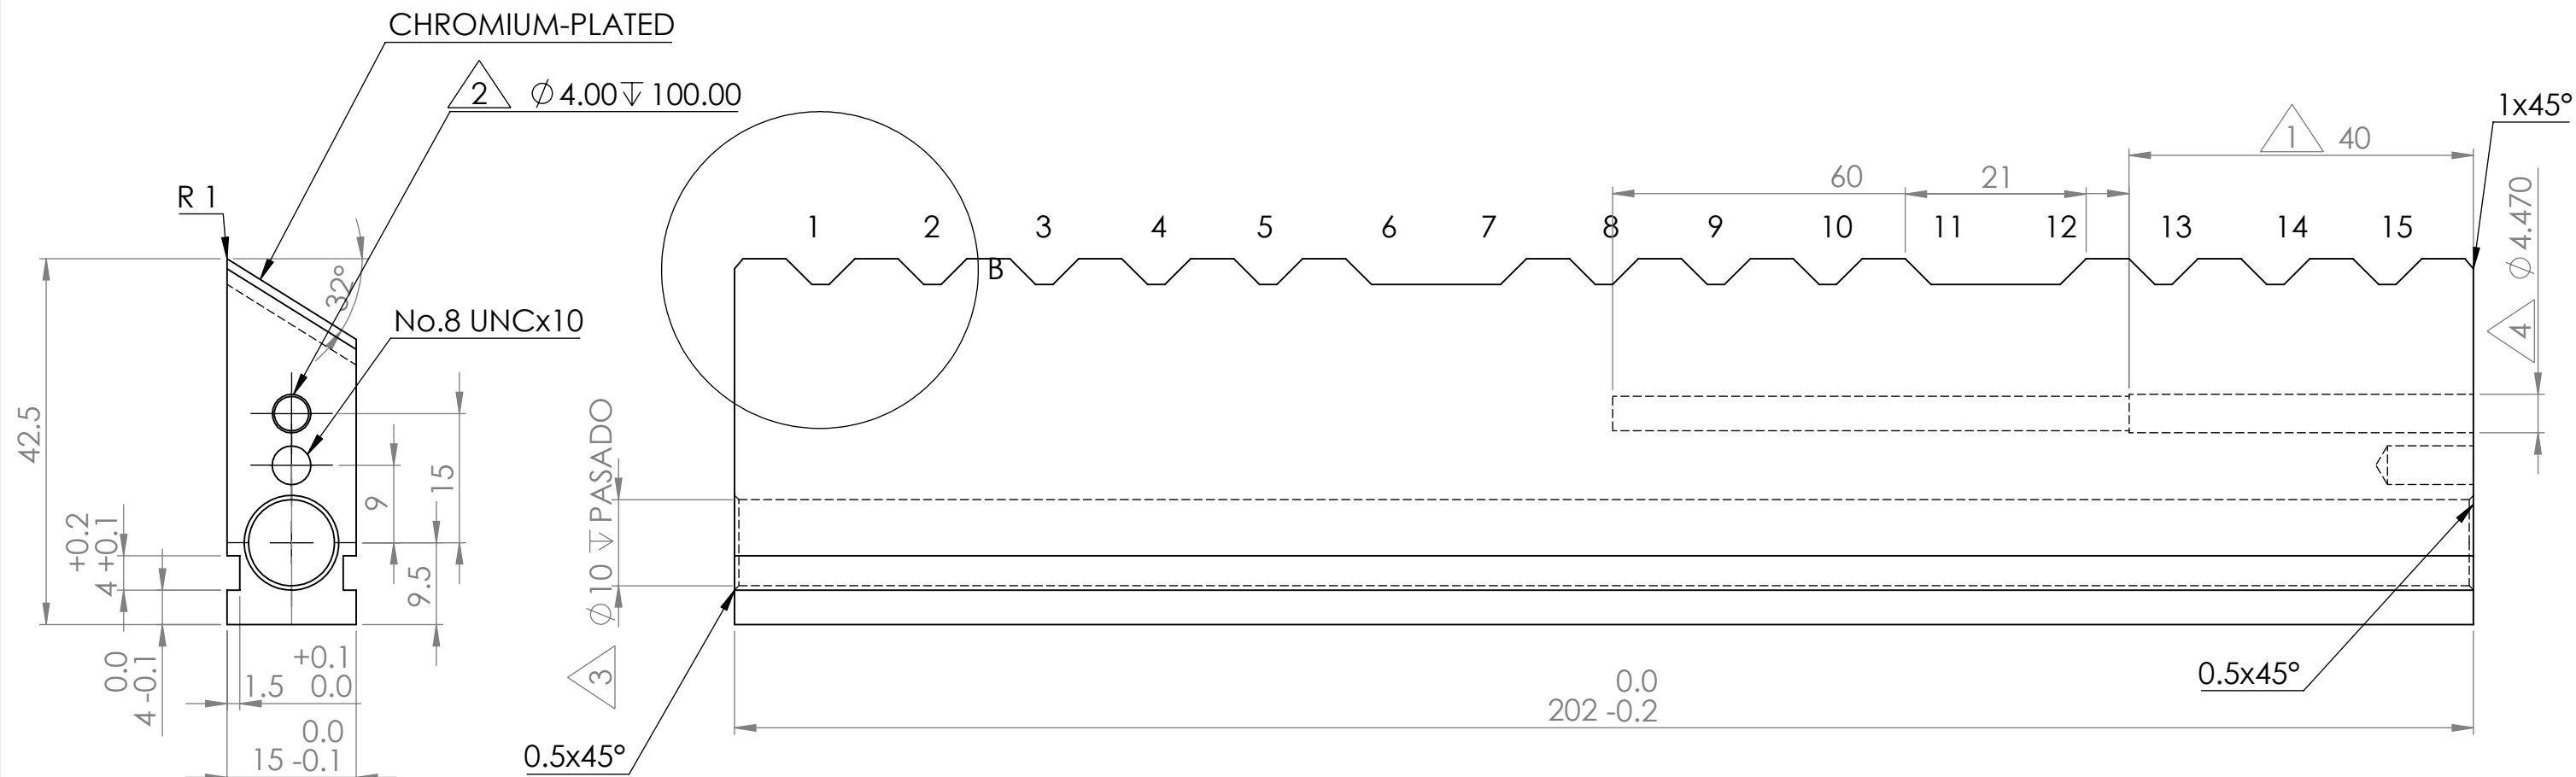 CHROMIUM-PLATED
2 ∅ 4.00 ↧ 100.00
1x45°
1 40
60
21
R 1
1 2 3 4 5 6 7 8 9 10 11 12 13 14 15
∅ 4.470
4
B
32°
No.8 UNCx10
42.5
15
9
9.5
+0.2
4 +0.1
0.0
4 -0.1
+0.1
1.5 0.0
0.0
15 -0.1
∅ 10 ↧ PASADO
3
0.5x45°
0.0
202 -0.2
0.5x45°